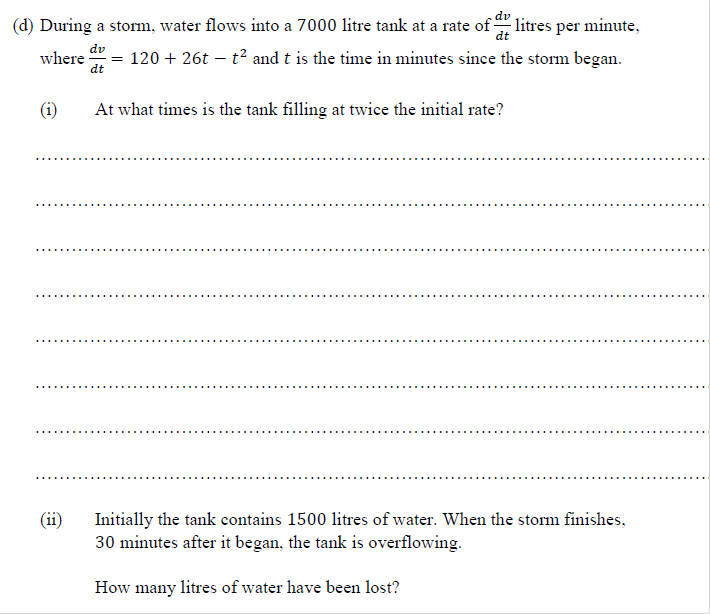 (d) During a storm, water flows into a 7000 litre tank at a rate of dv/dt litres per minute,
where dv/dt = 120 + 26t − t² and t is the time in minutes since the storm began.
(i) At what times is the tank filling at twice the initial rate?
(ii) Initially the tank contains 1500 litres of water. When the storm finishes,
30 minutes after it began, the tank is overflowing.
How many litres of water have been lost?